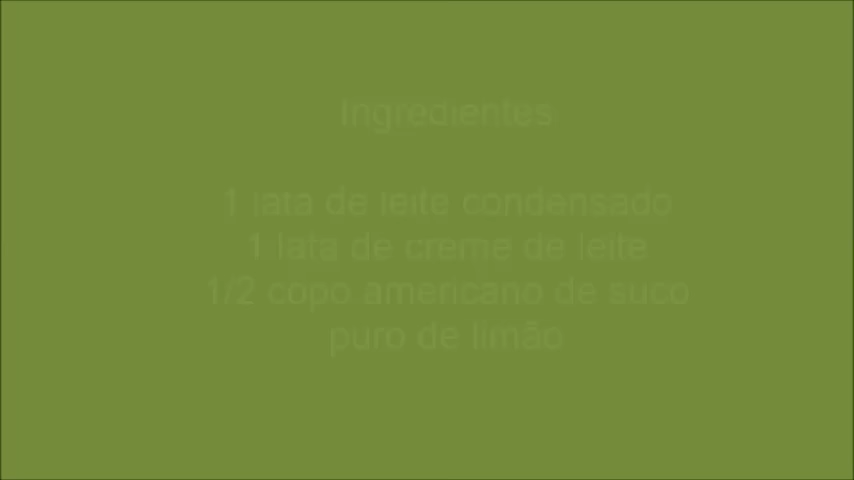 Ingredientes
1 lata de leite condensado
1 lata de creme de leite
1/2 copo americano de suco
puro de limão